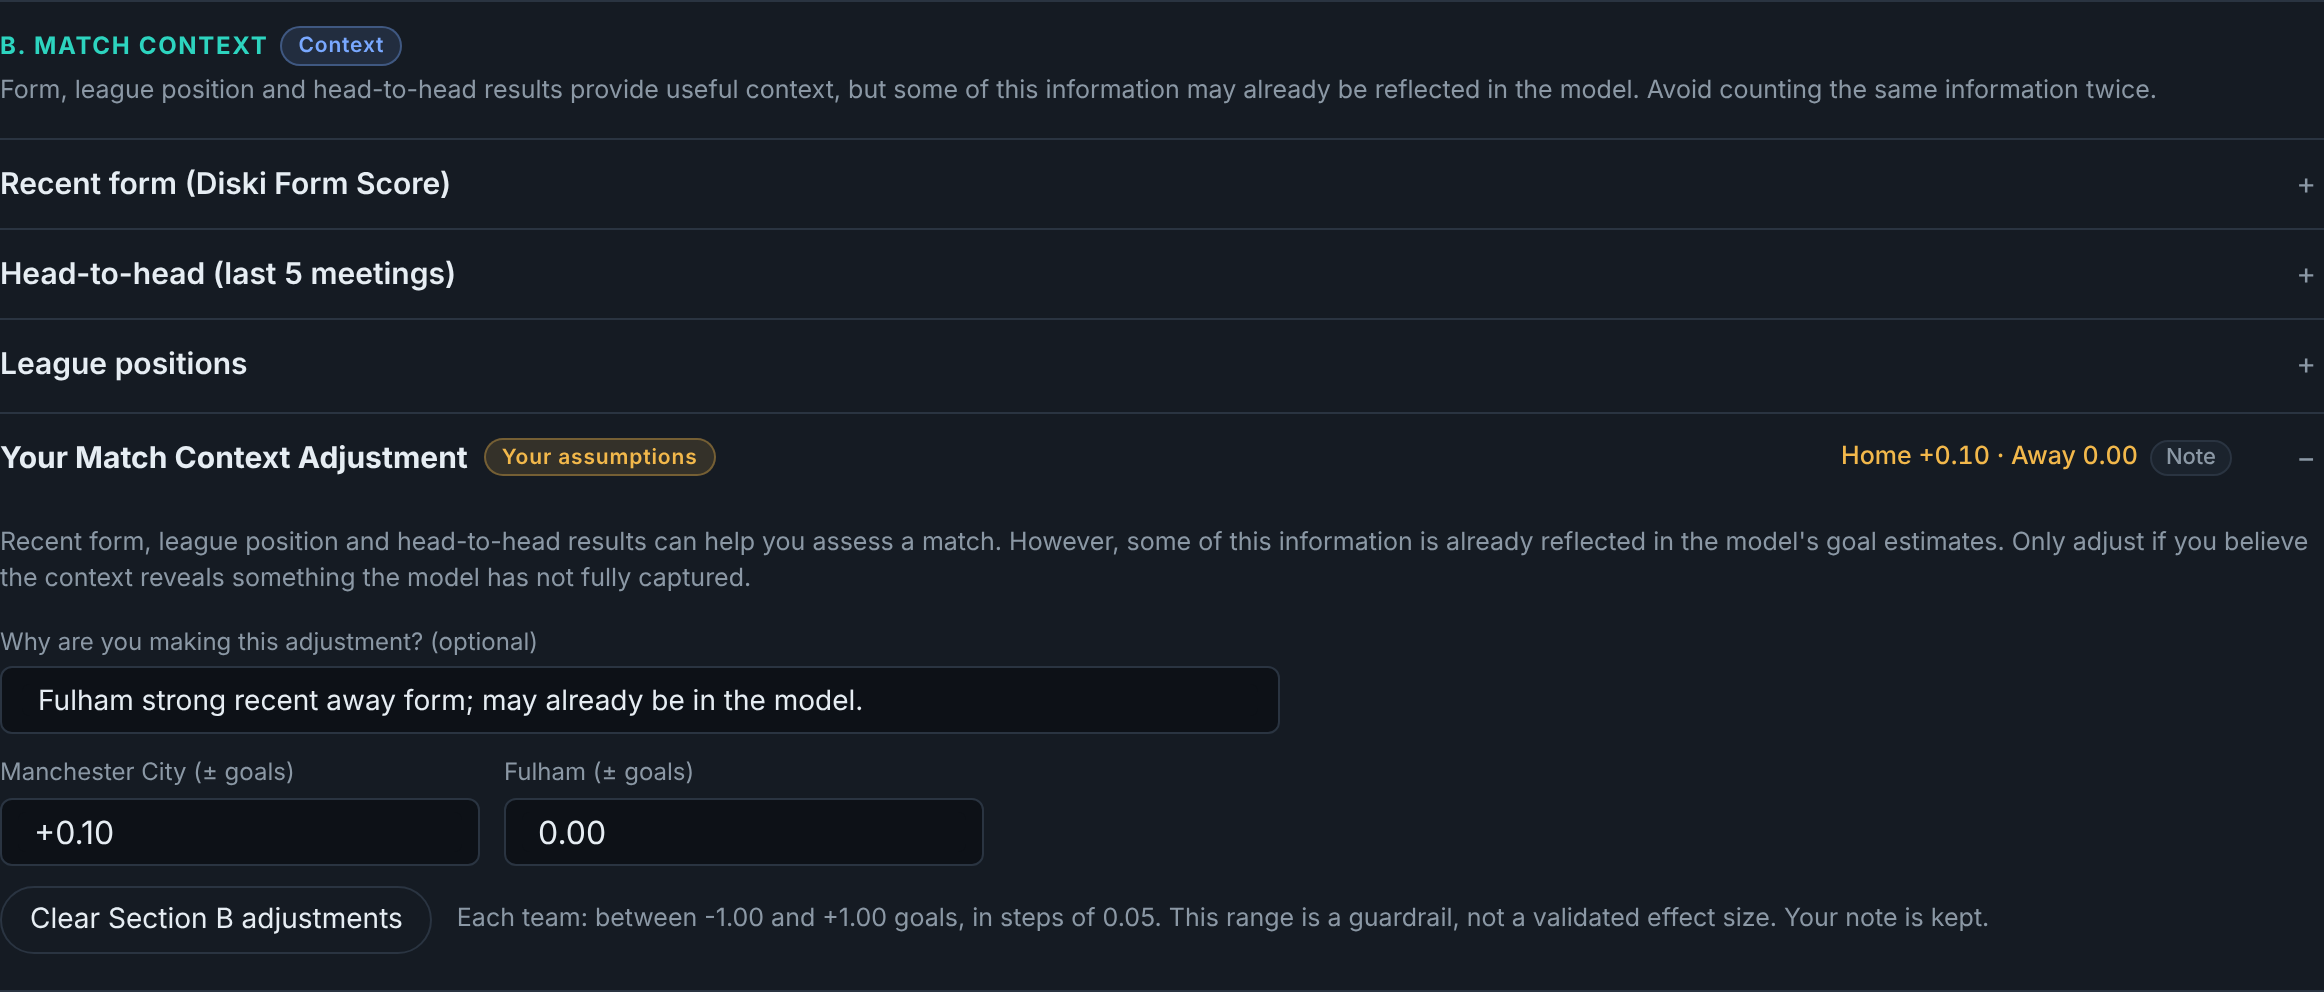 B. MATCH CONTEXT Context
Form, league position and head-to-head results provide useful context, but some of this information may already be reflected in the model. Avoid counting the same information twice.
Recent form (Diski Form Score) +
Head-to-head (last 5 meetings) +
League positions +
Your Match Context Adjustment Your assumptions Home +0.10 · Away 0.00 Note −
Recent form, league position and head-to-head results can help you assess a match. However, some of this information is already reflected in the model's goal estimates. Only adjust if you believe
the context reveals something the model has not fully captured.
Why are you making this adjustment? (optional)
Fulham strong recent away form; may already be in the model.
Manchester City (± goals) Fulham (± goals)
+0.10 0.00
Clear Section B adjustments Each team: between -1.00 and +1.00 goals, in steps of 0.05. This range is a guardrail, not a validated effect size. Your note is kept.